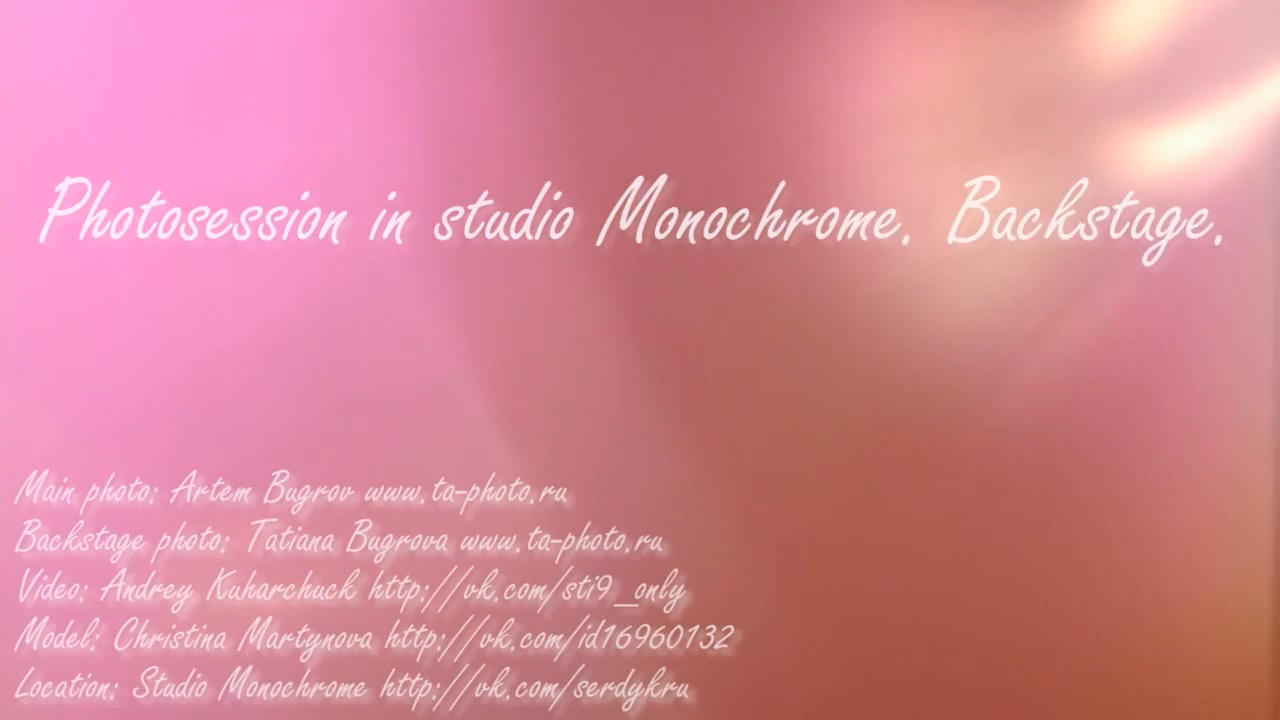 Photosession in studio Monochrome. Backstage.
Main photo: Artem Bugrov www.ta-photo.ru
Backstage photo: Tatiana Bugrova www.ta-photo.ru
Video: Andrey Kuharchuck http://vk.com/sti9_only
Model: Christina Martynova http://vk.com/id16960132
Location: Studio Monochrome http://vk.com/serdykru